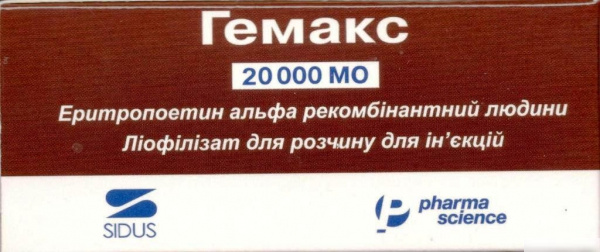 Гемакс
20 000 МО
Еритропоетин альфа рекомбінантний людини
Ліофілізат для розчину для ін'єкцій
SIDUS
pharma
science